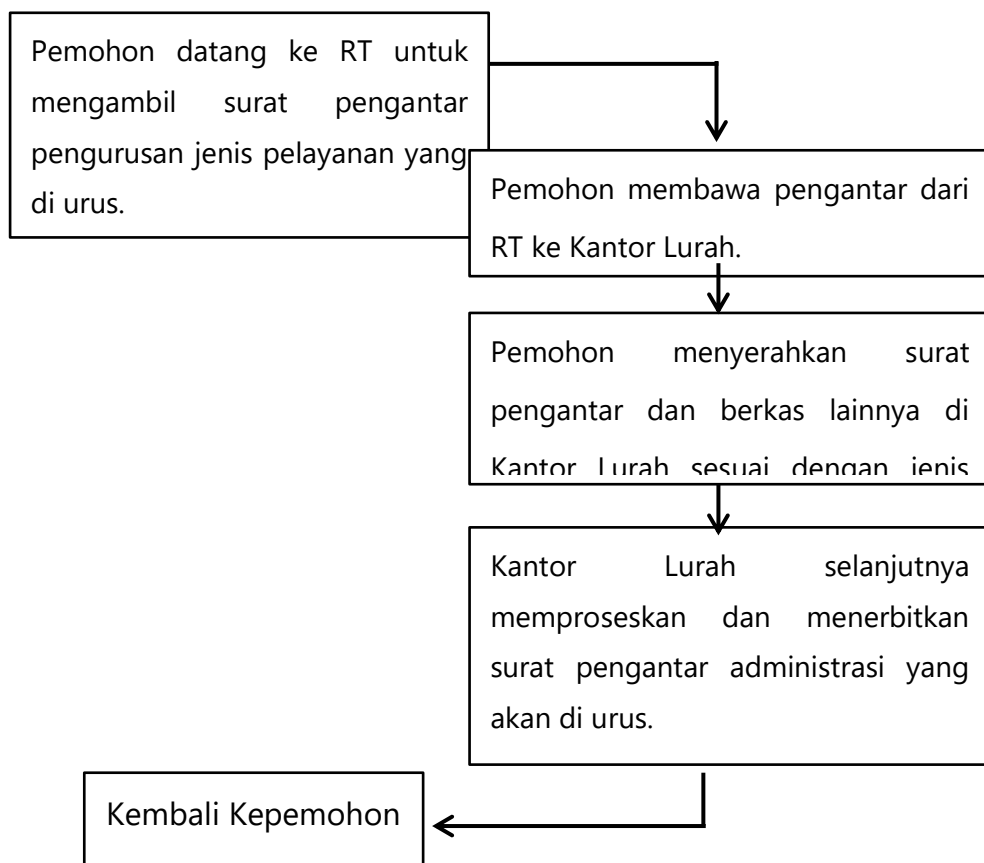 Pemohon datang ke RT untuk
mengambil surat pengantar
pengurusan jenis pelayanan yang
di urus.
Pemohon membawa pengantar dari
RT ke Kantor Lurah.
Pemohon menyerahkan surat
pengantar dan berkas lainnya di
Kantor Lurah sesuai dengan jenis
Kantor Lurah selanjutnya
memproseskan dan menerbitkan
surat pengantar administrasi yang
akan di urus.
Kembali Kepemohon